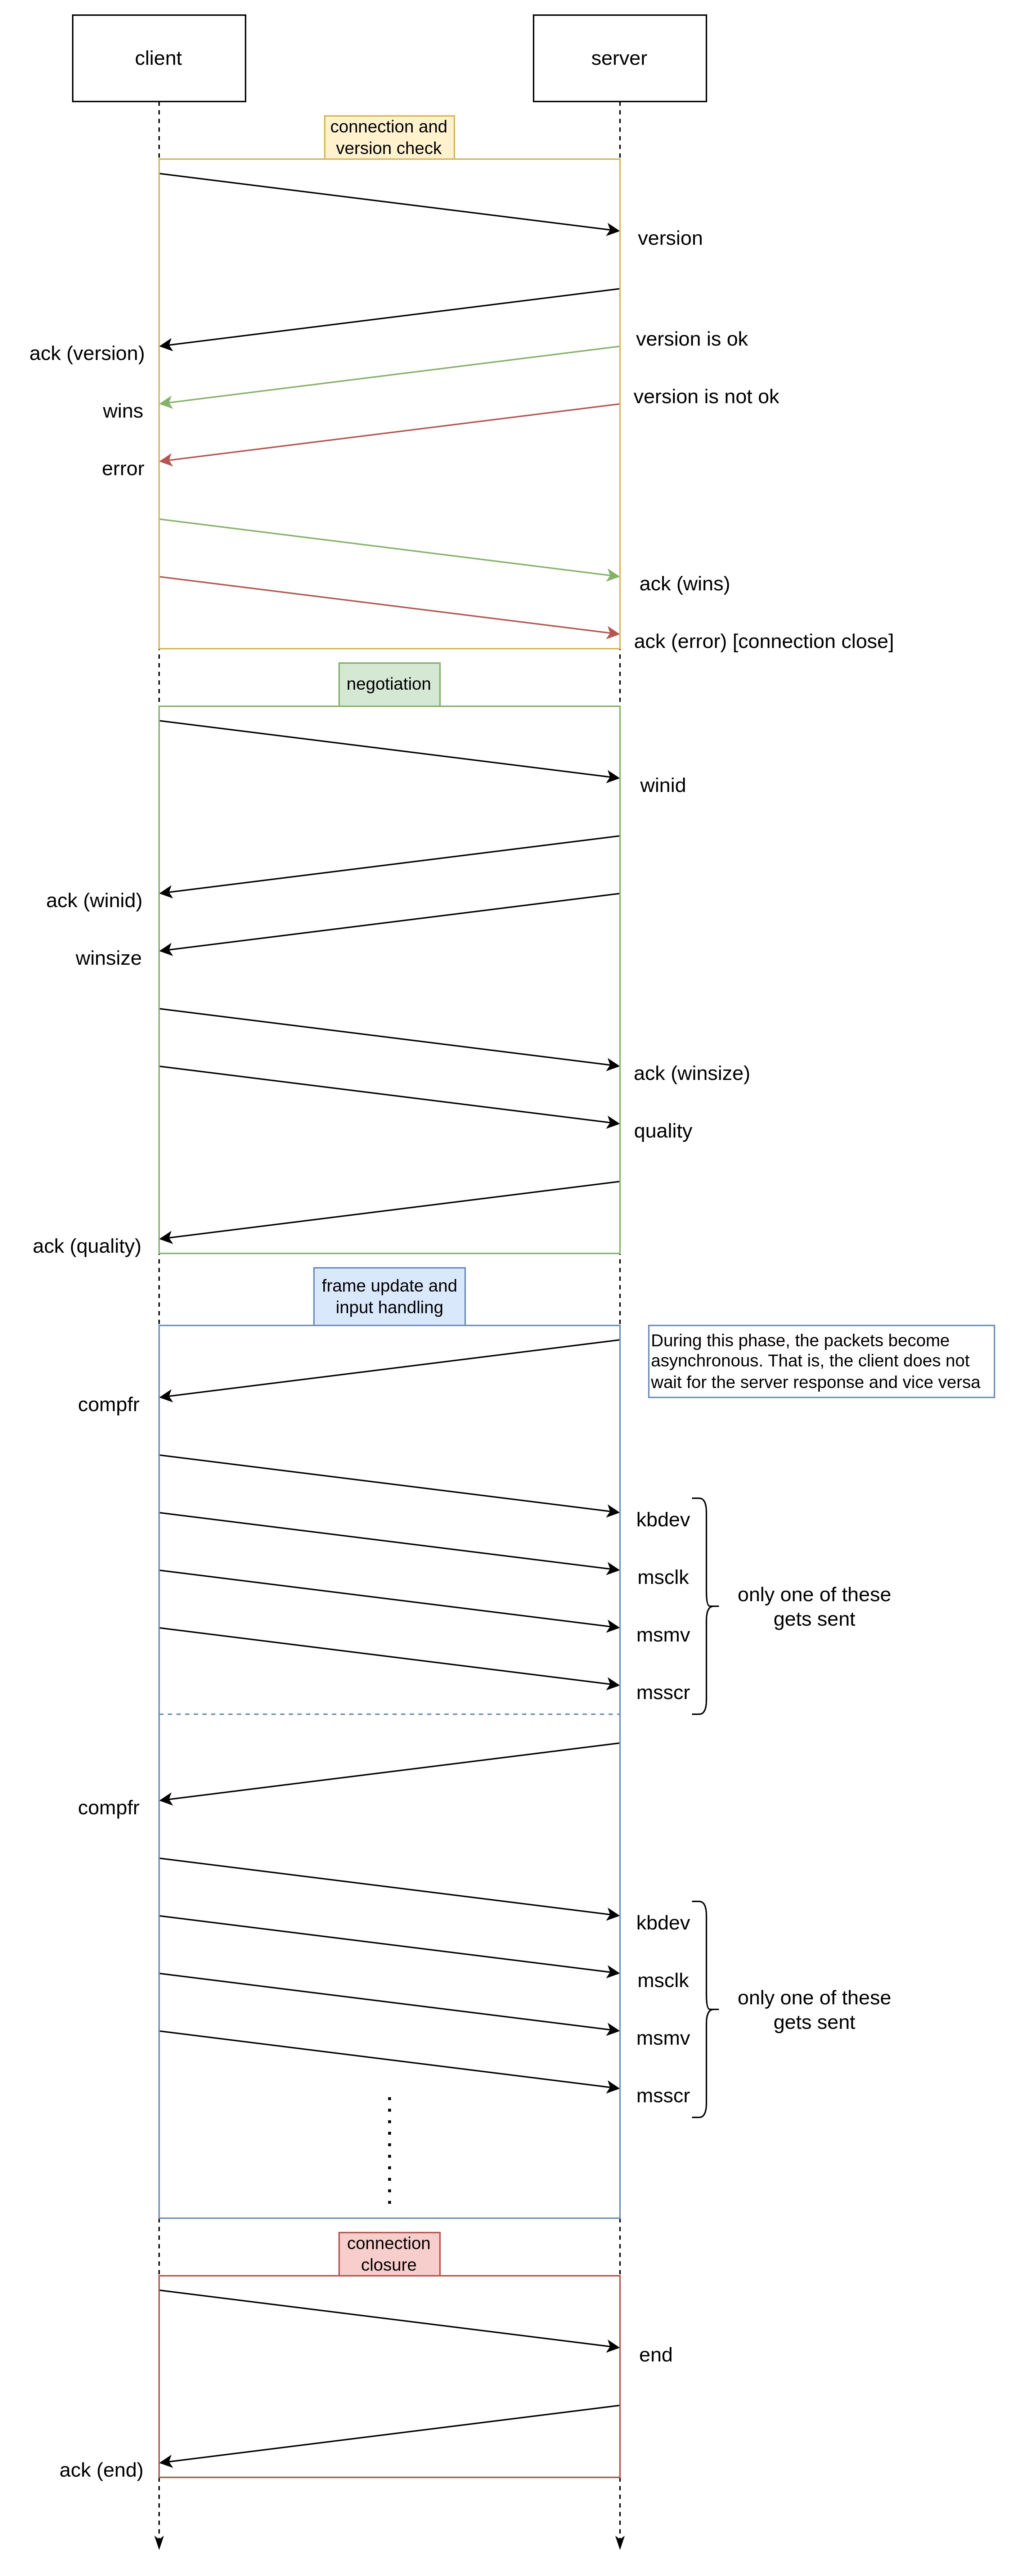 client
server
connection and
version check
version
ack (version)
version is ok
wins
version is not ok
error
ack (wins)
ack (error) [connection close]
negotiation
winid
ack (winid)
winsize
ack (winsize)
quality
ack (quality)
frame update and
input handling
During this phase, the packets become
asynchronous. That is, the client does not
wait for the server response and vice versa
compfr
kbdev
msclk
msmv
msscr
only one of these
gets sent
compfr
kbdev
msclk
msmv
msscr
only one of these
gets sent
connection
closure
end
ack (end)